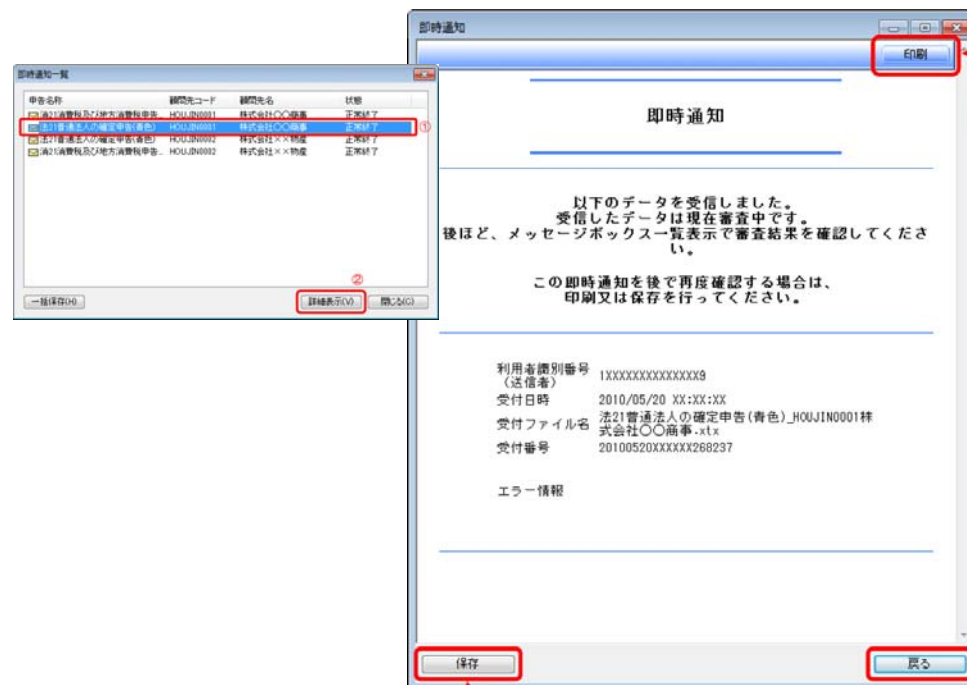 即時通知一覧
申告名称 顧問先コード 顧問先名 状態
消21消費税及び地方消費税申告... HOUJIN0001 株式会社○○商事 正常終了
法21普通法人の確定申告(青色) HOUJIN0001 株式会社○○商事 正常終了
①
法21普通法人の確定申告(青色) HOUJIN0002 株式会社××物産 正常終了
消21消費税及び地方消費税申告... HOUJIN0002 株式会社××物産 正常終了
②
一括保存(H) 詳細表示(V) 閉じる(C)
即時通知
印刷
即時通知
以下のデータを受信しました。
受信したデータは現在審査中です。
後ほど、メッセージボックス一覧表示で審査結果を確認してくださ
い。
この即時通知を後で再度確認する場合は、
印刷又は保存を行ってください。
利用者識別番号
(送信者) 1XXXXXXXXXXXXXX9
受付日時 2010/05/20 XX:XX:XX
受付ファイル名 法21普通法人の確定申告(青色)_HOUJIN0001株
式会社○○商事.xtx
受付番号 20100520XXXXXX268237
エラー情報
保存 戻る